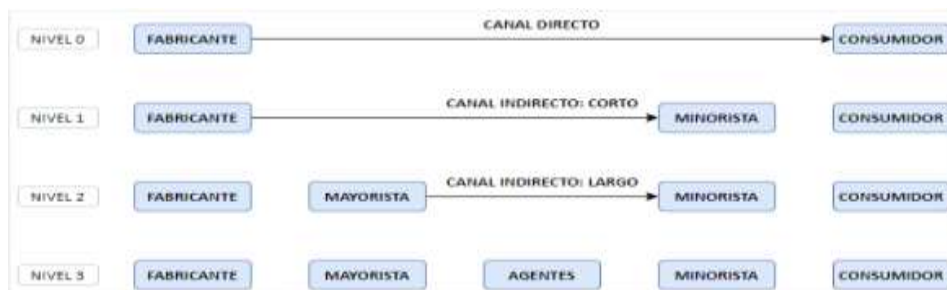 CANAL DIRECTO
NIVEL 0 FABRICANTE CONSUMIDOR
CANAL INDIRECTO: CORTO
NIVEL 1 FABRICANTE MINORISTA CONSUMIDOR
CANAL INDIRECTO: LARGO
NIVEL 2 FABRICANTE MAYORISTA MINORISTA CONSUMIDOR
NIVEL 3 FABRICANTE MAYORISTA AGENTES MINORISTA CONSUMIDOR